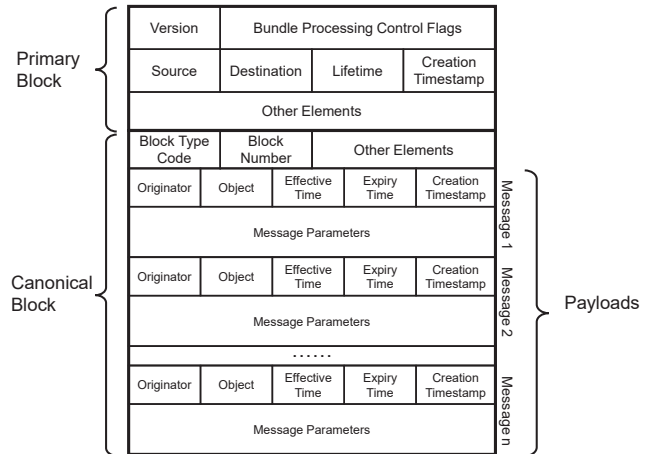 Primary
Block
Version
Bundle Processing Control Flags
Source
Destination
Lifetime
Creation
Timestamp
Other Elements
Canonical
Block
Block Type
Code
Block
Number
Other Elements
Originator
Object
Effective
Time
Expiry
Time
Creation
Timestamp
Message Parameters
Message 1
Originator
Object
Effective
Time
Expiry
Time
Creation
Timestamp
Message Parameters
Message 2
......
Originator
Object
Effective
Time
Expiry
Time
Creation
Timestamp
Message Parameters
Message n
Payloads